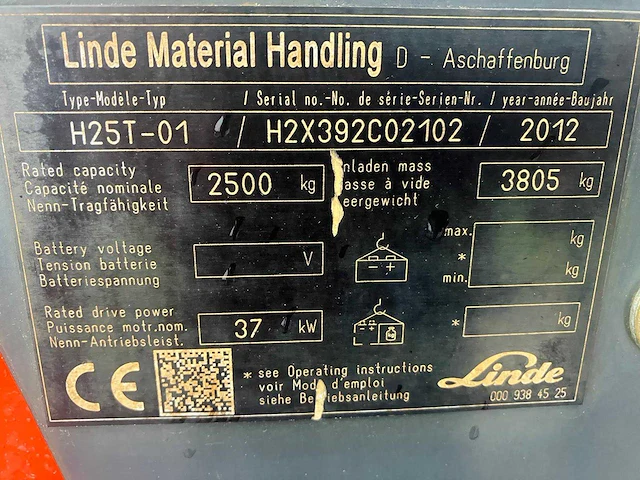 Linde Material Handling D - Aschaffenburg
Type-Modèle-Typ / Serial no.-No. de série-Serien-Nr. / year-année-Baujahr
H25T-01 / H2X392C02102 / 2012
Rated capacity
Capacité nominale
Nenn-Tragfähigkeit
2500 kg
nladen mass
asse à vide
eergewicht
3805 kg
Battery voltage
Tension batterie
Batteriespannung
V
- +
max. kg
*
min. kg
Rated drive power
Puissance motr.nom.
Nenn-Antriebsleist.
37 kW
- +
kg
* kg
CE
* see Operating instructions
voir Mod d'emploi
siehe Be iebsanleitung
Linde
000 938 45 25